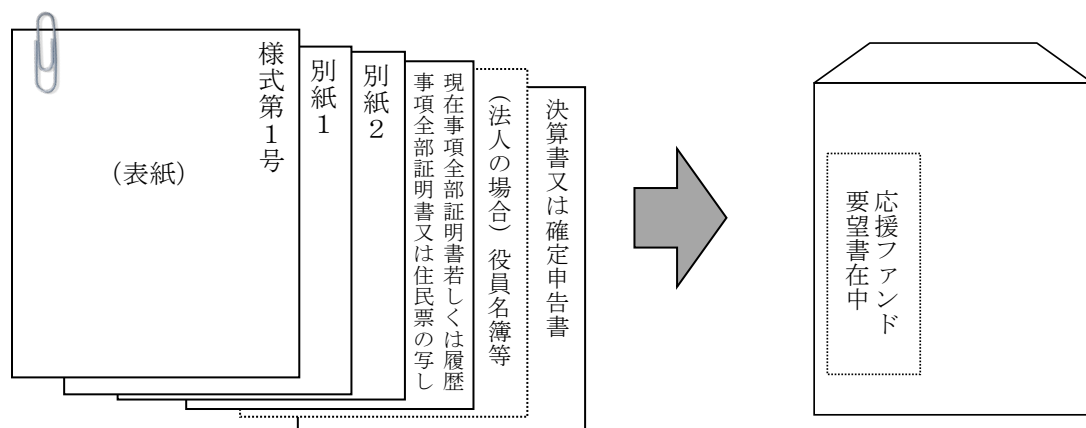 （表紙）
様式第１号
別紙１
別紙２
現在事項全部証明書若しくは履歴
事項全部証明書又は住民票の写し
（法人の場合）役員名簿等
決算書又は確定申告書
応援ファンド
要望書在中